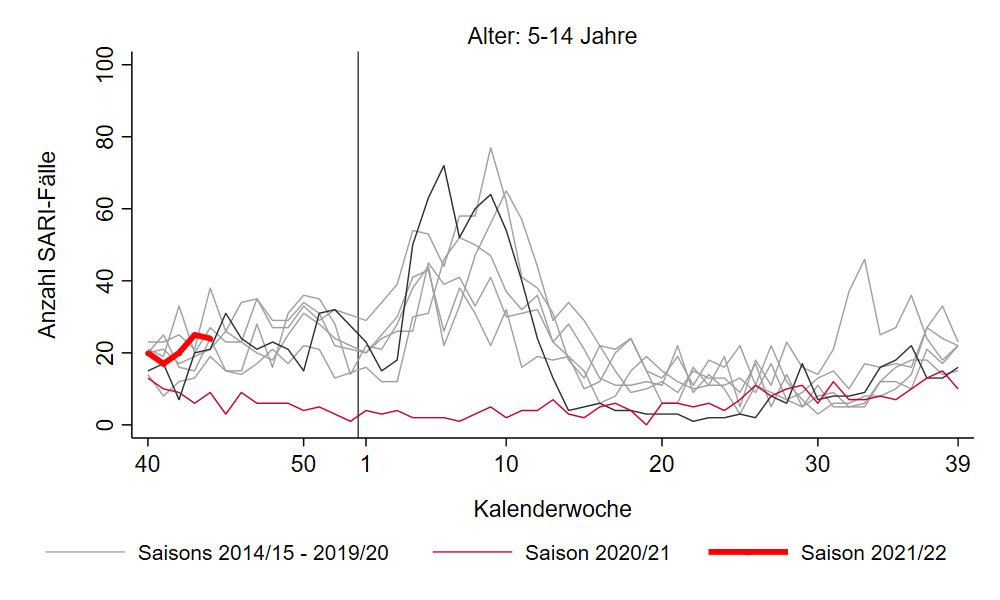 Alter: 5-14 Jahre
Anzahl SARI-Fälle
100
80
60
40
20
0
40 50 1 10 20 30 39
Kalenderwoche
Saisons 2014/15 - 2019/20 Saison 2020/21 Saison 2021/22